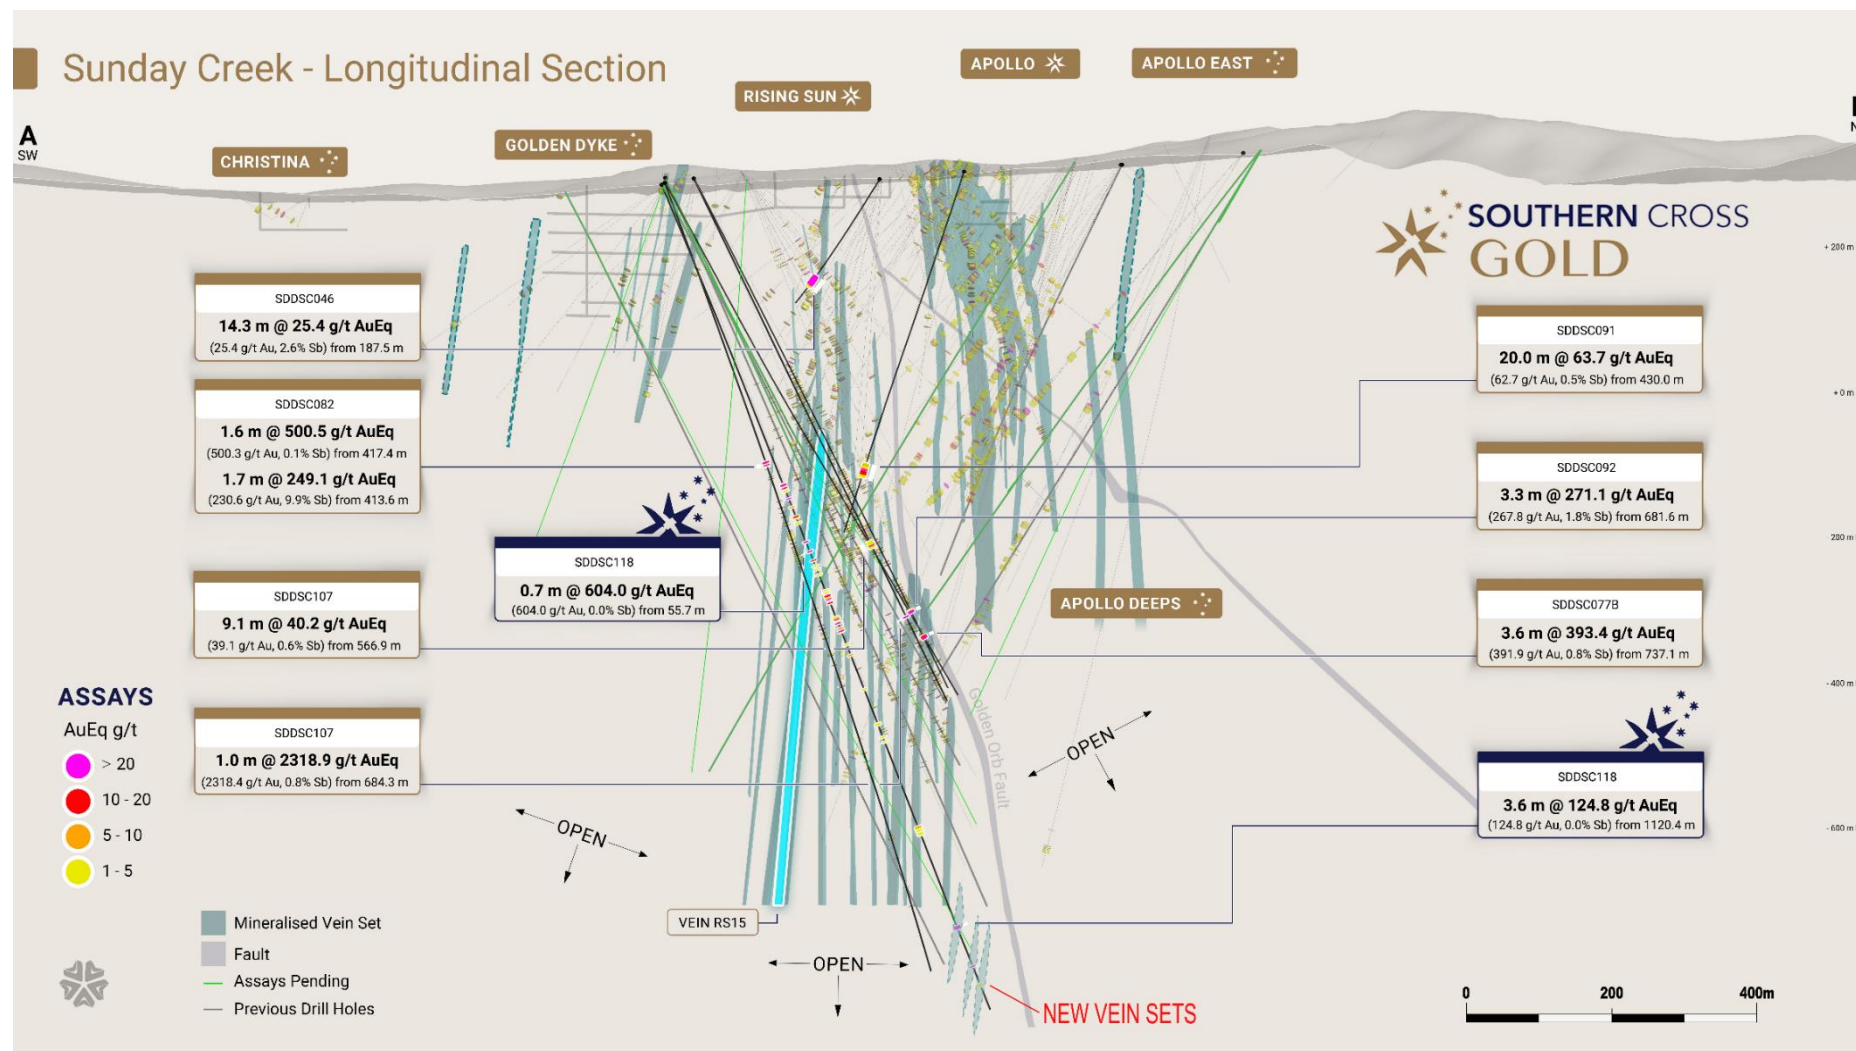 Sunday Creek - Longitudinal Section
APOLLO
APOLLO EAST
RISING SUN
GOLDEN DYKE
CHRISTINA
A
SW
SOUTHERN CROSS
GOLD
SDDSC046
14.3 m @ 25.4 g/t AuEq
(25.4 g/t Au, 2.6% Sb) from 187.5 m
SDDSC082
1.6 m @ 500.5 g/t AuEq
(500.3 g/t Au, 0.1% Sb) from 417.4 m
1.7 m @ 249.1 g/t AuEq
(230.6 g/t Au, 9.9% Sb) from 413.6 m
SDDSC118
0.7 m @ 604.0 g/t AuEq
(604.0 g/t Au, 0.0% Sb) from 55.7 m
SDDSC107
9.1 m @ 40.2 g/t AuEq
(39.1 g/t Au, 0.6% Sb) from 566.9 m
SDDSC107
1.0 m @ 2318.9 g/t AuEq
(2318.4 g/t Au, 0.8% Sb) from 684.3 m
SDDSC091
20.0 m @ 63.7 g/t AuEq
(62.7 g/t Au, 0.5% Sb) from 430.0 m
SDDSC092
3.3 m @ 271.1 g/t AuEq
(267.8 g/t Au, 1.8% Sb) from 681.6 m
SDDSC077B
3.6 m @ 393.4 g/t AuEq
(391.9 g/t Au, 0.8% Sb) from 737.1 m
SDDSC118
3.6 m @ 124.8 g/t AuEq
(124.8 g/t Au, 0.0% Sb) from 1120.4 m
+ 200 m
+ 0 m
200 m
- 400 m
- 600 m
APOLLO DEEPS
Golden Orb Fault
OPEN
OPEN
OPEN
ASSAYS
AuEq g/t
> 20
10 - 20
5 - 10
1 - 5
Mineralised Vein Set
Fault
Assays Pending
Previous Drill Holes
VEIN RS15
NEW VEIN SETS
0 200 400m